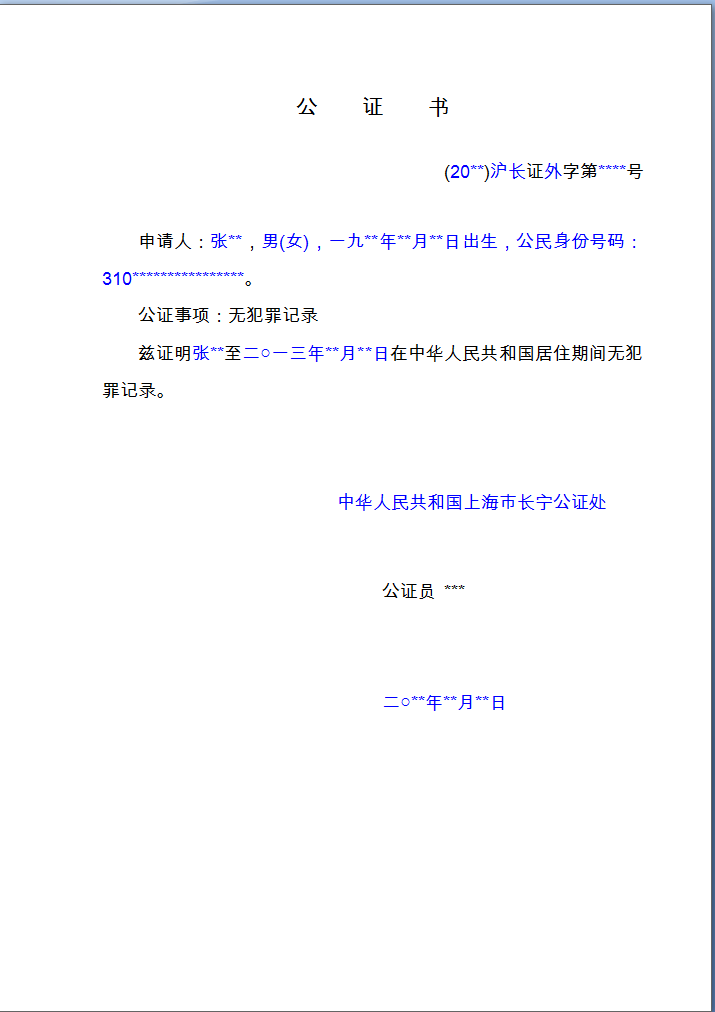 公 证 书
(20**)沪长证外字第****号
申请人：张**，男(女)，一九**年**月**日出生，公民身份号码：
310****************。
公证事项：无犯罪记录
兹证明张**至二○一三年**月**日在中华人民共和国居住期间无犯
罪记录。
中华人民共和国上海市长宁公证处
公证员 ***
二○**年**月**日